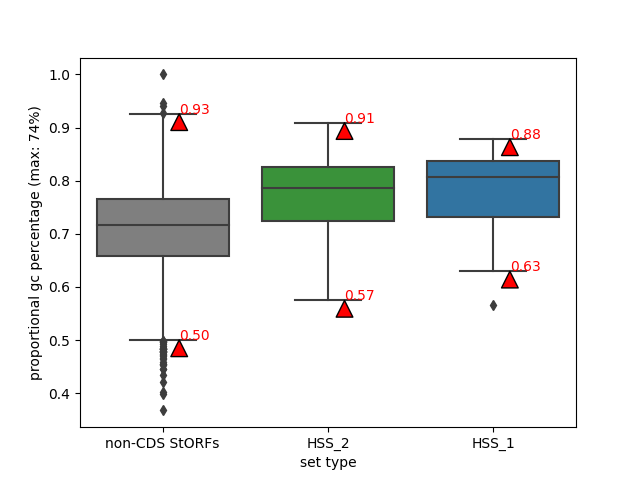 1.0
0.9
0.8
0.7
0.6
0.5
0.4
proportional gc percentage (max: 74%)
0.93
0.50
0.91
0.57
0.88
0.63
non-CDS StORFs
HSS_2
HSS_1
set type